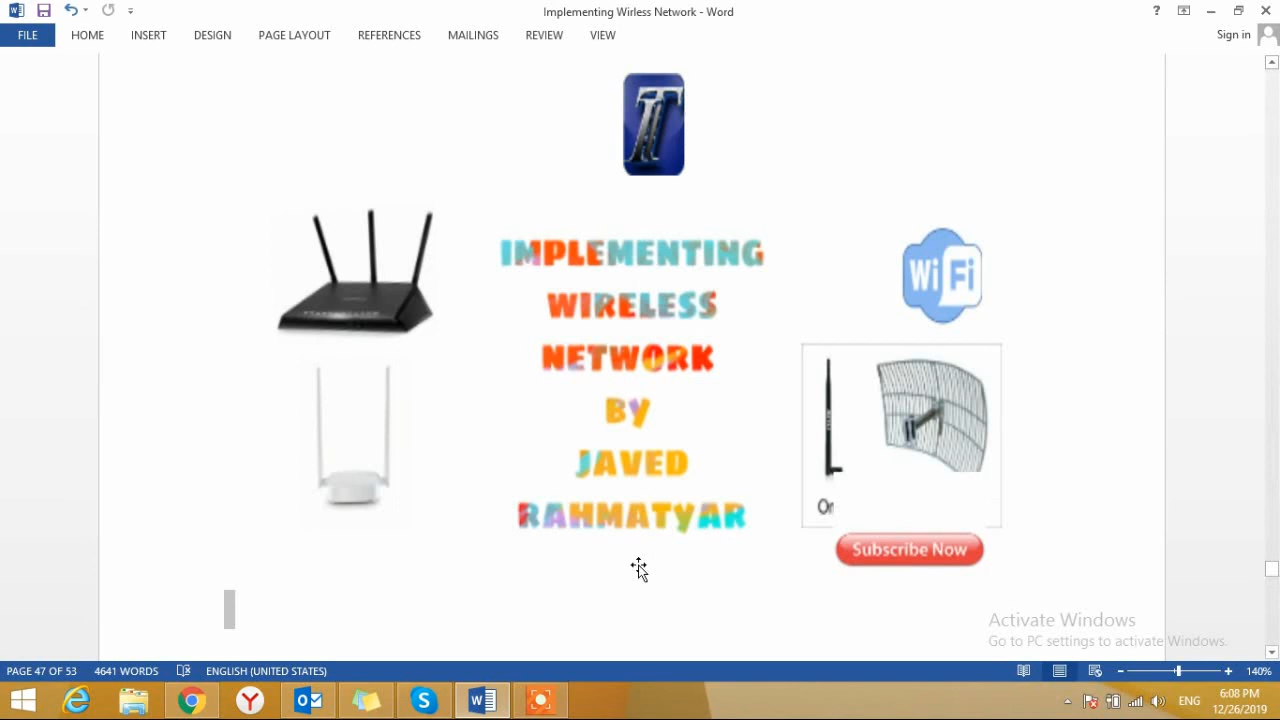 Implementing Wirless Network - Word
?
Sign in
FILE HOME INSERT DESIGN PAGE LAYOUT REFERENCES MAILINGS REVIEW VIEW
IMPLEMENTING
WIRELESS
NETWORK
BY
JAVED
RAHMATYAR
WiFi
Subscribe Now
Activate Windows
Go to PC settings to activate Windows.
PAGE 47 OF 53 4641 WORDS ENGLISH (UNITED STATES) 140%
ENG
6:08 PM
12/26/2019